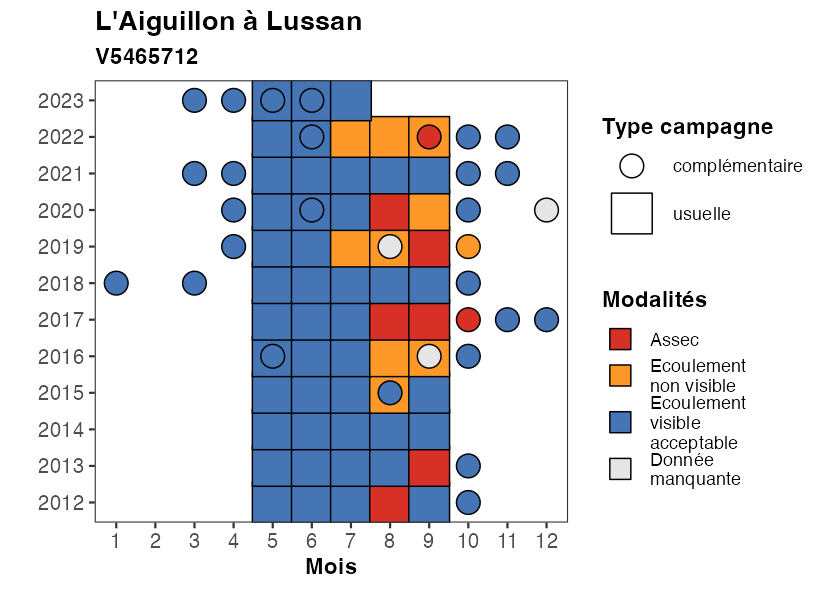 L'Aiguillon à Lussan
V5465712
2023
2022
2021
2020
2019
2018
2017
2016
2015
2014
2013
2012
1 2 3 4 5 6 7 8 9 10 11 12
Mois
Type campagne
complémentaire
usuelle
Modalités
Assec
Ecoulement
non visible
Ecoulement
visible
acceptable
Donnée
manquante